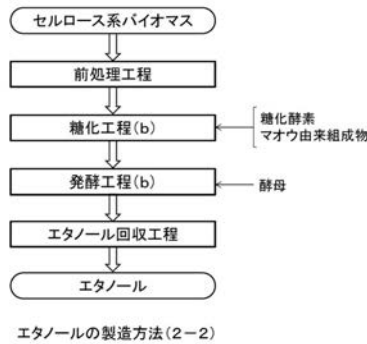 セルロース系バイオマス
前処理工程
糖化工程(b)
糖化酵素
マオウ由来組成物
発酵工程(b)
酵母
エタノール回収工程
エタノール
エタノールの製造方法(2-2)